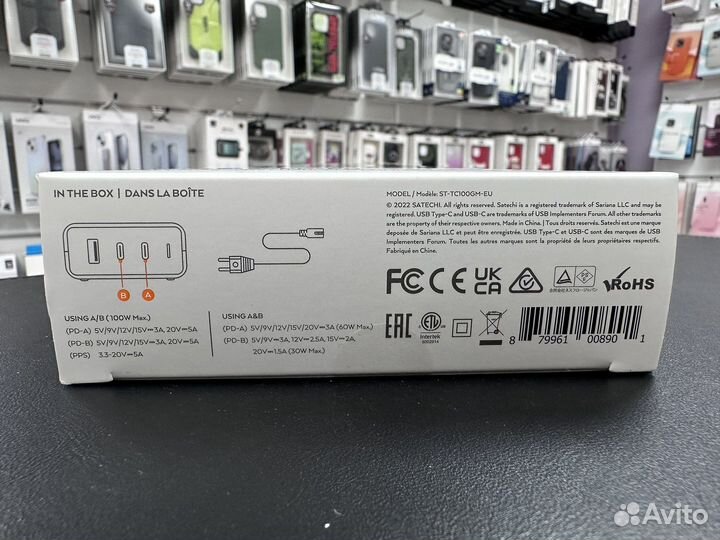 IN THE BOX | DANS LA BOÎTE
B A
USING A/B (100W Max.)
(PD-A) 5V/9V/12V/15V⎓3A, 20V⎓5A
(PD-B) 5V/9V/12V/15V⎓3A, 20V⎓5A
(PPS) 3.3-20V⎓5A
USING A&B
(PD-A) 5V/9V/12V/15V/20V⎓3A (60W Max.)
(PD-B) 5V/9V⎓3A, 12V⎓2.5A, 15V⎓2A,
20V⎓1.5A (30W Max.)
MODEL / Modèle: ST-TC100GM-EU
© 2022 SATECHI. All rights reserved. Satechi is a registered trademark of Sariana LLC and may be
registered. USB Type-C and USB-C are trademarks of USB Implementers Forum. All other trademarks
are the property of their respective owners. Made in China. | Tous droits réservés. Satechi est une marque
deposée de Sariana LLC et peut être enregistrée. USB Type-C et USB-C sont des marques de USB
Implementers Forum. Toutes les autres marques sont la propriété de leurs propriétaires respectifs.
Fabriqué en Chine.
FCC CE UKCA RoHS
EAC ETL
Intertek
5002014
8 79961 00890 1
Avito